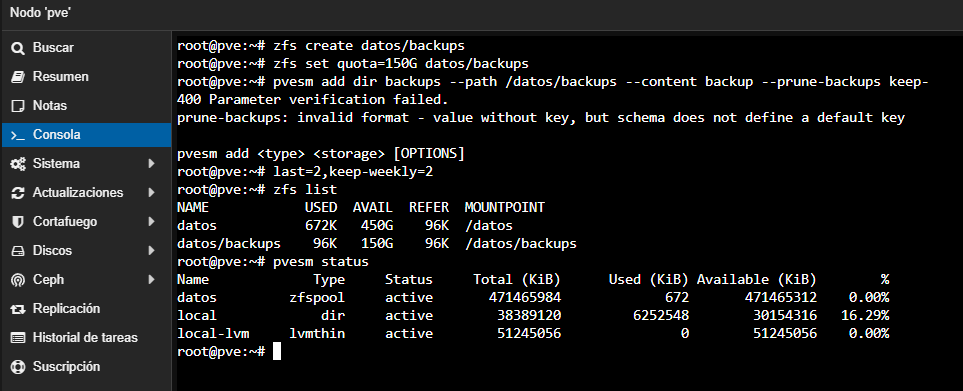 Nodo 'pve'
Buscar
Resumen
Notas
Consola
Sistema
Actualizaciones
Cortafuego
Discos
Ceph
Replicación
Historial de tareas
Suscripción
root@pve:~# zfs create datos/backups
root@pve:~# zfs set quota=150G datos/backups
root@pve:~# pvesm add dir backups --path /datos/backups --content backup --prune-backups keep-
400 Parameter verification failed.
prune-backups: invalid format - value without key, but schema does not define a default key

pvesm add <type> <storage> [OPTIONS]
root@pve:~# last=2,keep-weekly=2
root@pve:~# zfs list
NAME            USED  AVAIL  REFER  MOUNTPOINT
datos           672K   450G    96K  /datos
datos/backups    96K   150G    96K  /datos/backups
root@pve:~# pvesm status
Name             Type     Status     Total (KiB)      Used (KiB) Available (KiB)        %
datos         zfspool     active       471465984             672       471465312    0.00%
local             dir     active        38389120         6252548        30154316   16.29%
local-lvm     lvmthin     active        51245056               0        51245056    0.00%
root@pve:~#